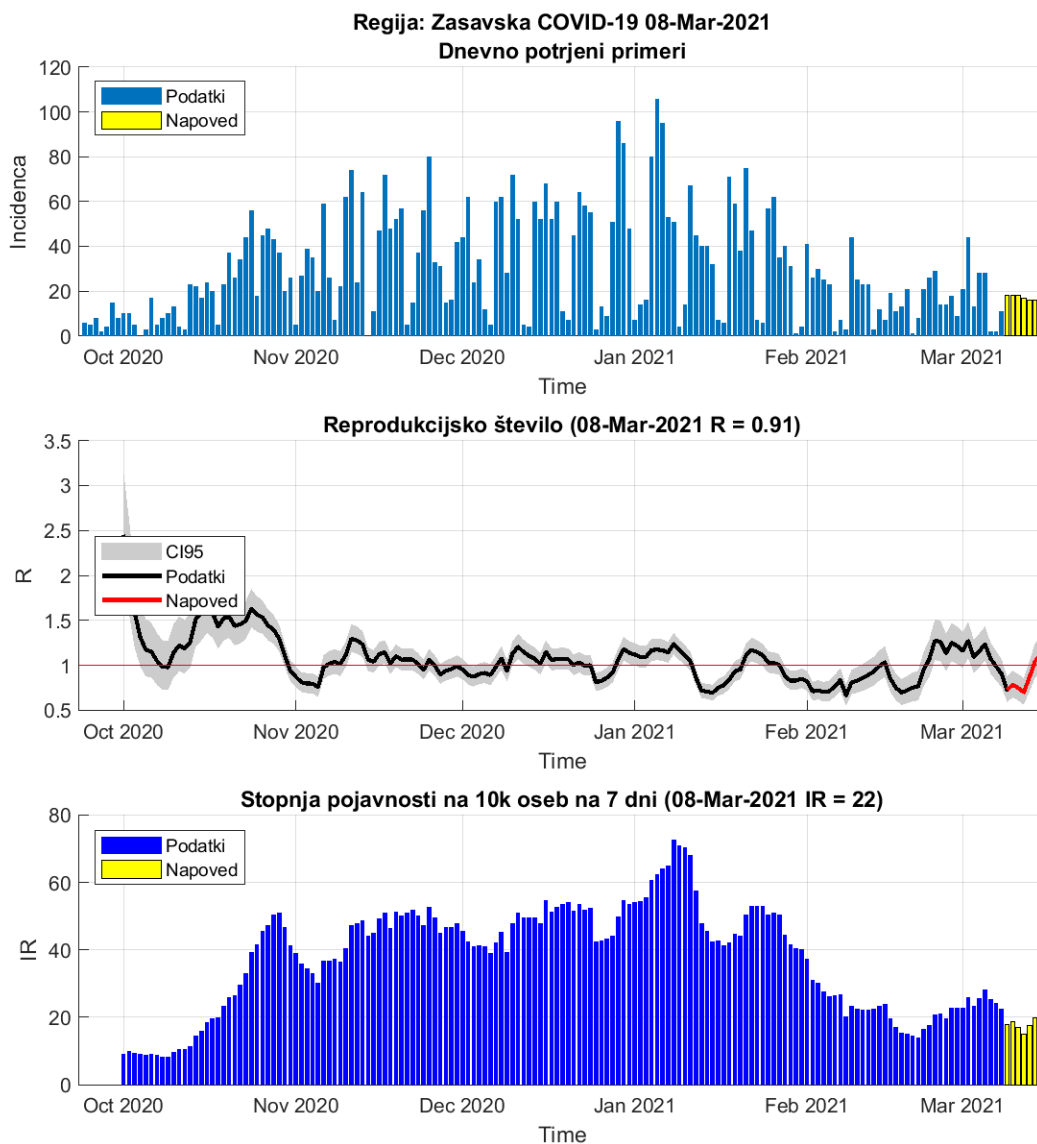 Regija: Zasavska COVID-19 08-Mar-2021
Dnevno potrjeni primeri
120
100
80
60
40
20
0
Incidenca
Podatki
Napoved
Oct 2020 Nov 2020 Dec 2020 Jan 2021 Feb 2021 Mar 2021
Time
Reprodukcijsko število (08-Mar-2021 R = 0.91)
3.5
3
2.5
2
1.5
1
0.5
R
CI95
Podatki
Napoved
Oct 2020 Nov 2020 Dec 2020 Jan 2021 Feb 2021 Mar 2021
Time
Stopnja pojavnosti na 10k oseb na 7 dni (08-Mar-2021 IR = 22)
80
60
40
20
0
IR
Podatki
Napoved
Oct 2020 Nov 2020 Dec 2020 Jan 2021 Feb 2021 Mar 2021
Time